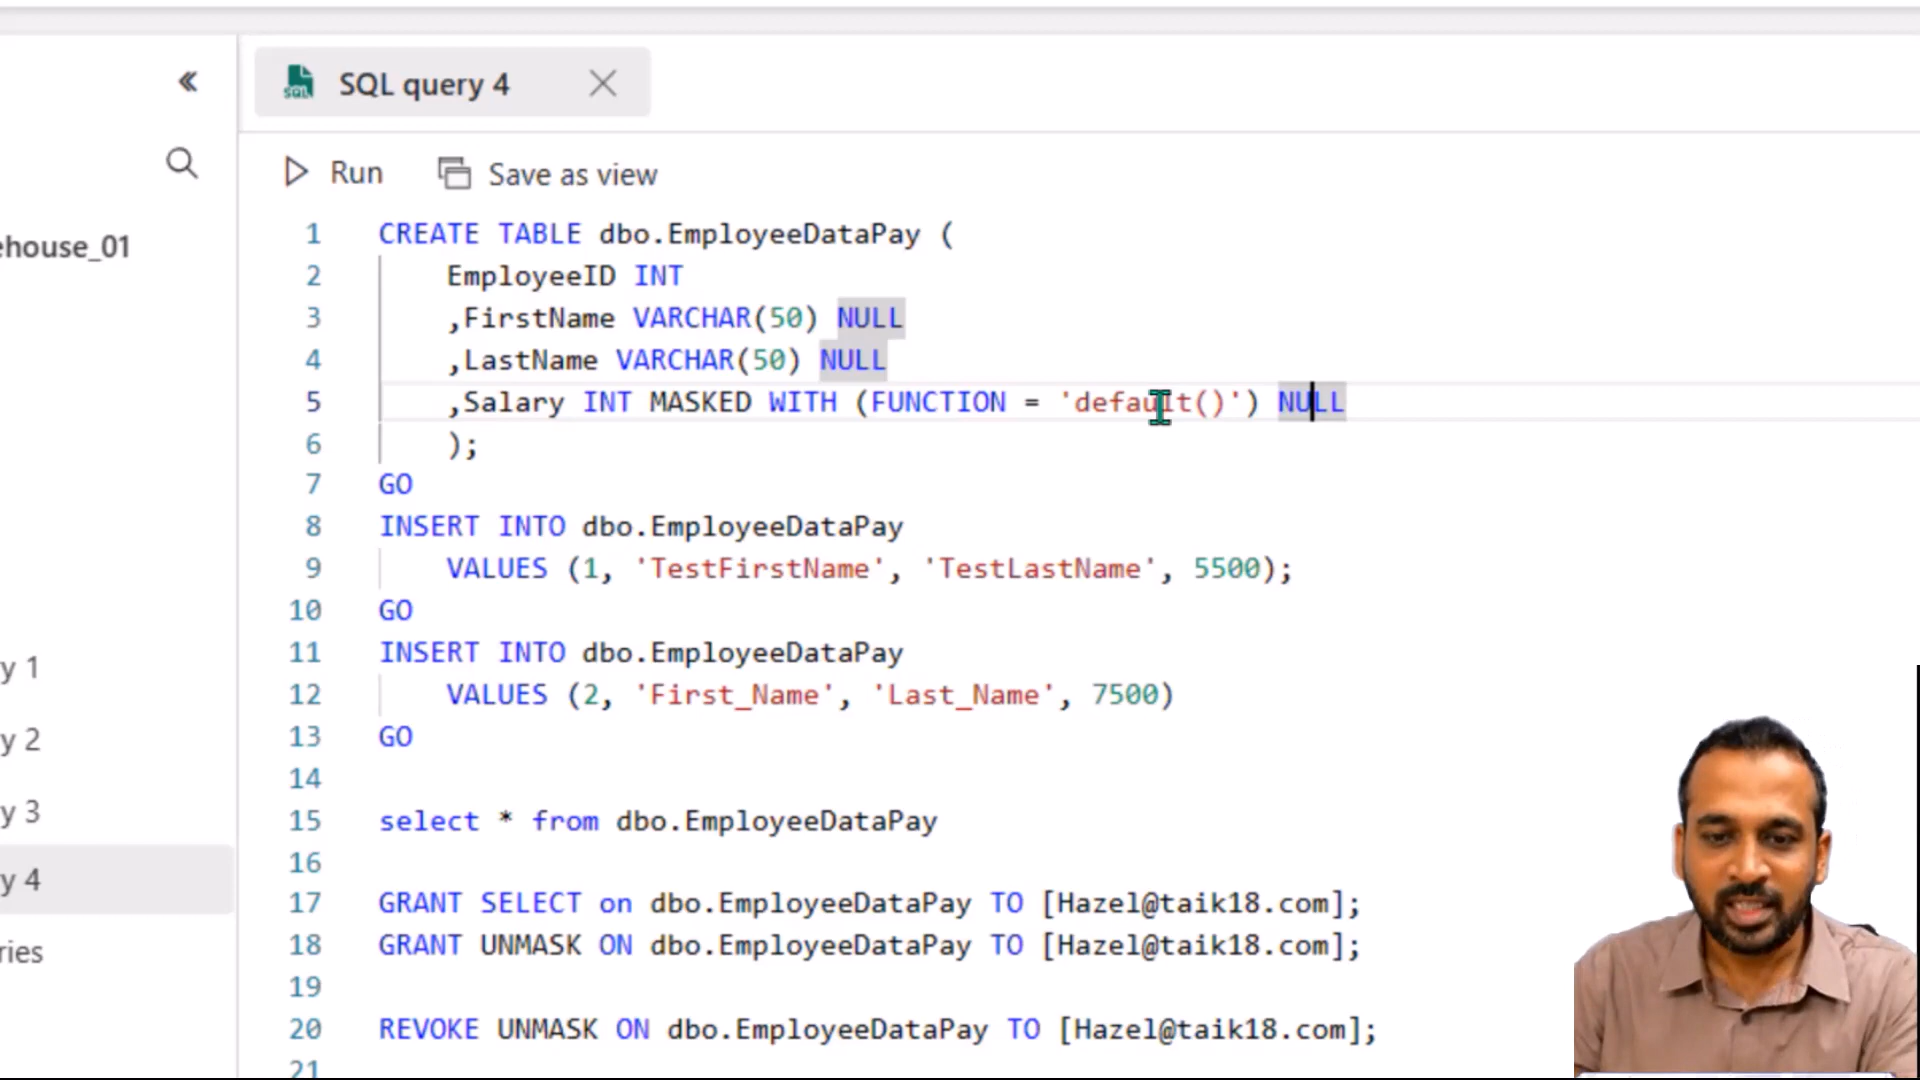 SQL query 4
Run Save as view
ehouse_01
1 CREATE TABLE dbo.EmployeeDataPay (
2 EmployeeID INT
3 ,FirstName VARCHAR(50) NULL
4 ,LastName VARCHAR(50) NULL
5 ,Salary INT MASKED WITH (FUNCTION = 'default()') NULL
6 );
7 GO
8 INSERT INTO dbo.EmployeeDataPay
9 VALUES (1, 'TestFirstName', 'TestLastName', 5500);
10 GO
11 INSERT INTO dbo.EmployeeDataPay
12 VALUES (2, 'First_Name', 'Last_Name', 7500)
13 GO
14
15 select * from dbo.EmployeeDataPay
16
17 GRANT SELECT on dbo.EmployeeDataPay TO [Hazel@taik18.com];
18 GRANT UNMASK ON dbo.EmployeeDataPay TO [Hazel@taik18.com];
19
20 REVOKE UNMASK ON dbo.EmployeeDataPay TO [Hazel@taik18.com];
21
y 1
y 2
y 3
y 4
ries
SQL